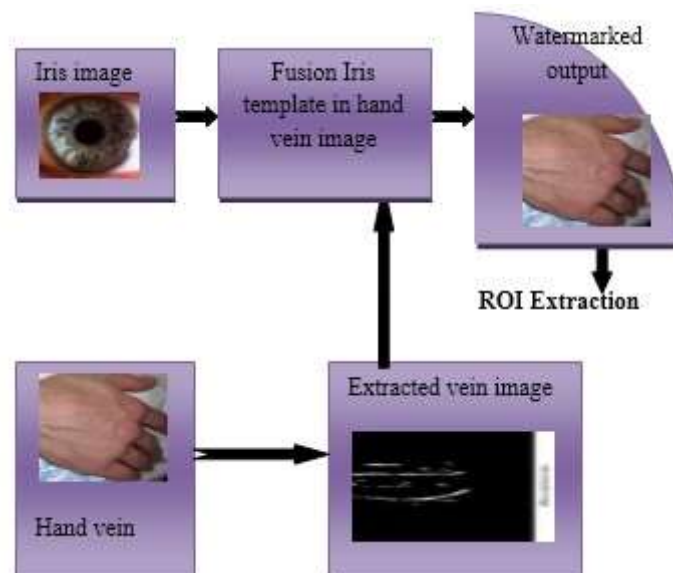 Iris image
Fusion Iris
template in hand
vein image
Watermarked
output
ROI Extraction
Hand vein
Extracted vein image